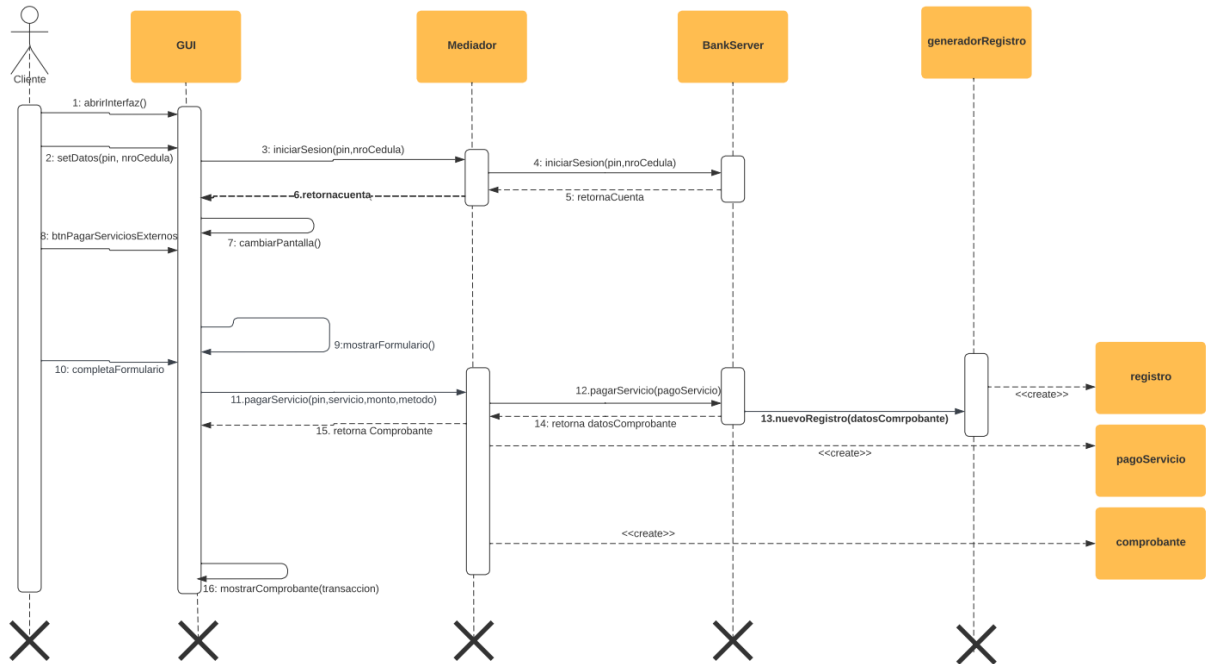 Cliente
GUI
Mediador
BankServer
generadorRegistro
1: abrirInterfaz()
2: setDatos(pin, nroCedula)
3: iniciarSesion(pin,nroCedula)
4: iniciarSesion(pin,nroCedula)
5: retornaCuenta
6.retornacuenta
7: cambiarPantalla()
8: btnPagarServiciosExternos
9:mostrarFormulario()
10: completaFormulario
11.pagarServicio(pin,servicio,monto,metodo)
12.pagarServicio(pagoServicio)
13.nuevoRegistro(datosComrpobante)
14: retorna datosComprobante
15. retorna Comprobante
<<create>>
registro
<<create>>
pagoServicio
<<create>>
comprobante
16: mostrarComprobante(transaccion)